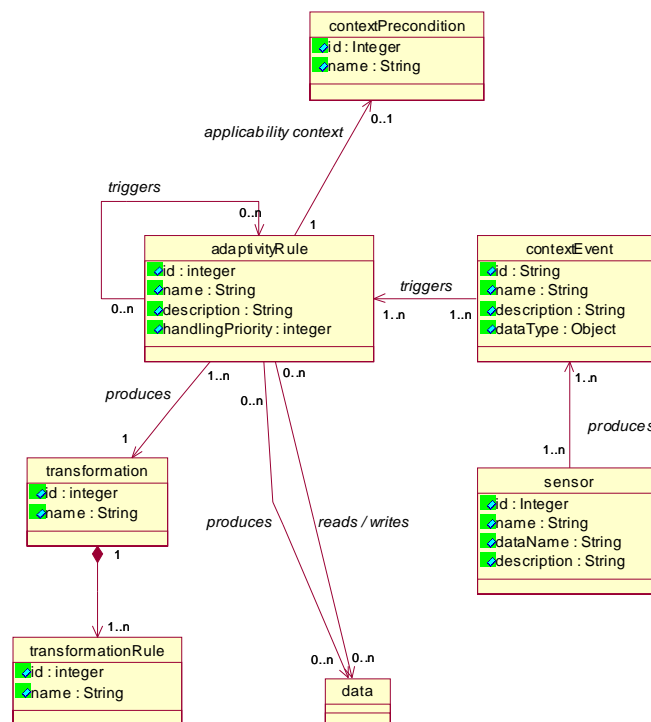 contextPrecondition
id : Integer
name : String
0..1
applicability context
triggers
0..n
1
adaptivityRule
id : integer
name : String
description : String
handlingPriority : integer
0..n
triggers
1..n
1..n
contextEvent
id : String
name : String
description : String
dataType : Object
1..n
0..n
0..n
1..n
produces
produces
1
1..n
transformation
id : integer
name : String
1
produces
reads / writes
sensor
id : Integer
name : String
dataName : String
description : String
1..n
transformationRule
id : integer
name : String
0..n
0..n
data